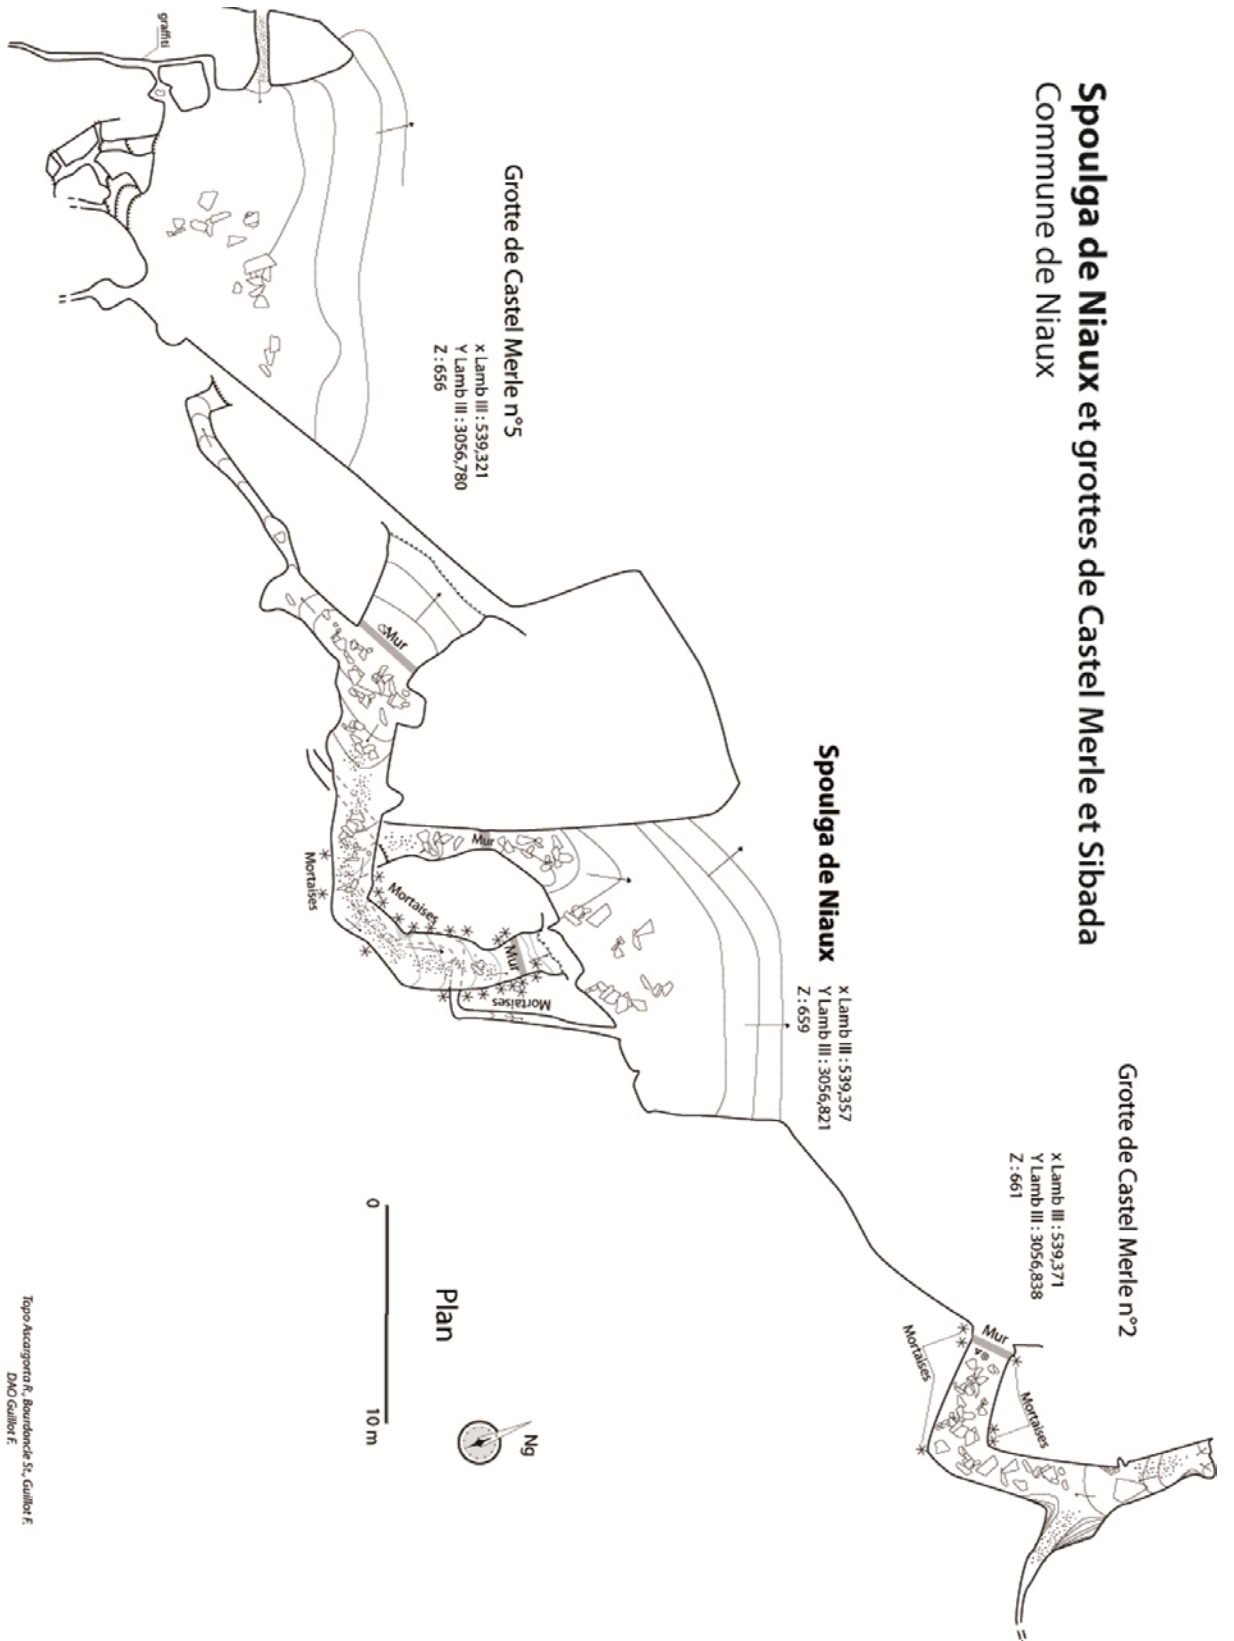 Spoulga de Niaux et grottes de Castel Merle et Sibada
Commune de Niaux
Grotte de Castel Merle n°2
x Lamb III : 539,371
Y Lamb III : 3056,838
Z : 661
Mur
Mortaises
Mortaises
Spoulga de Niaux
x Lamb III : 539,357
Y Lamb III : 3056,821
Z : 659
Mur
Mur
Mortaises
Mortaises
Mortaises
Mur
Grotte de Castel Merle n°5
x Lamb III : 539,321
Y Lamb III : 3056,780
Z : 656
graffiti
Ng
Plan
0
10 m
Topo Ascargorta R., Bourdoncle St., Guillot F.
DAO Guillot F.